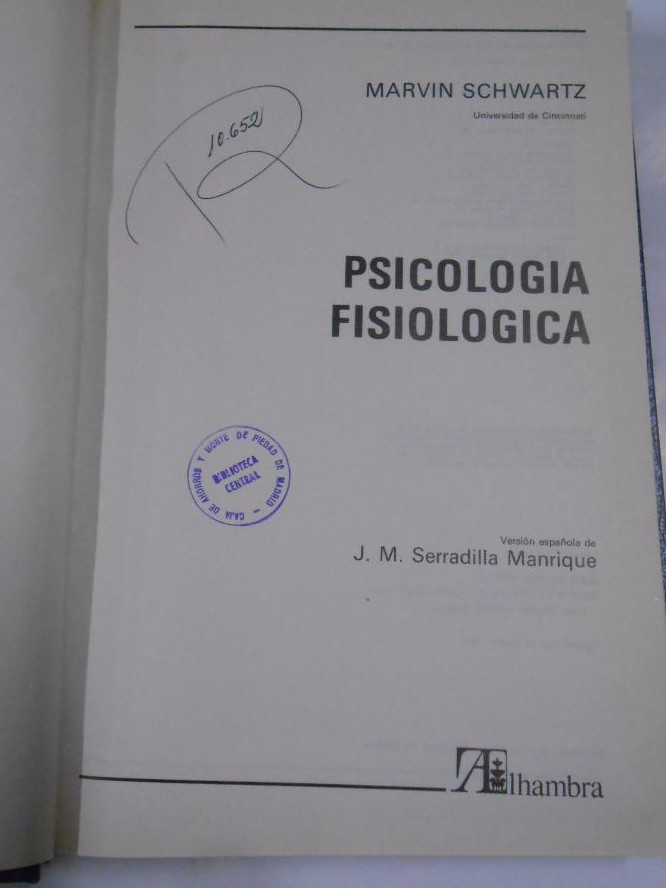 MARVIN SCHWARTZ
Universidad de Cincinnati
10.652
PSICOLOGIA
FISIOLOGICA
CAJA DE AHORROS Y MONTE DE PIEDAD DE MADRID -
BIBLIOTECA
CENTRAL
Versión española de
J. M. Serradilla Manrique
Alhambra